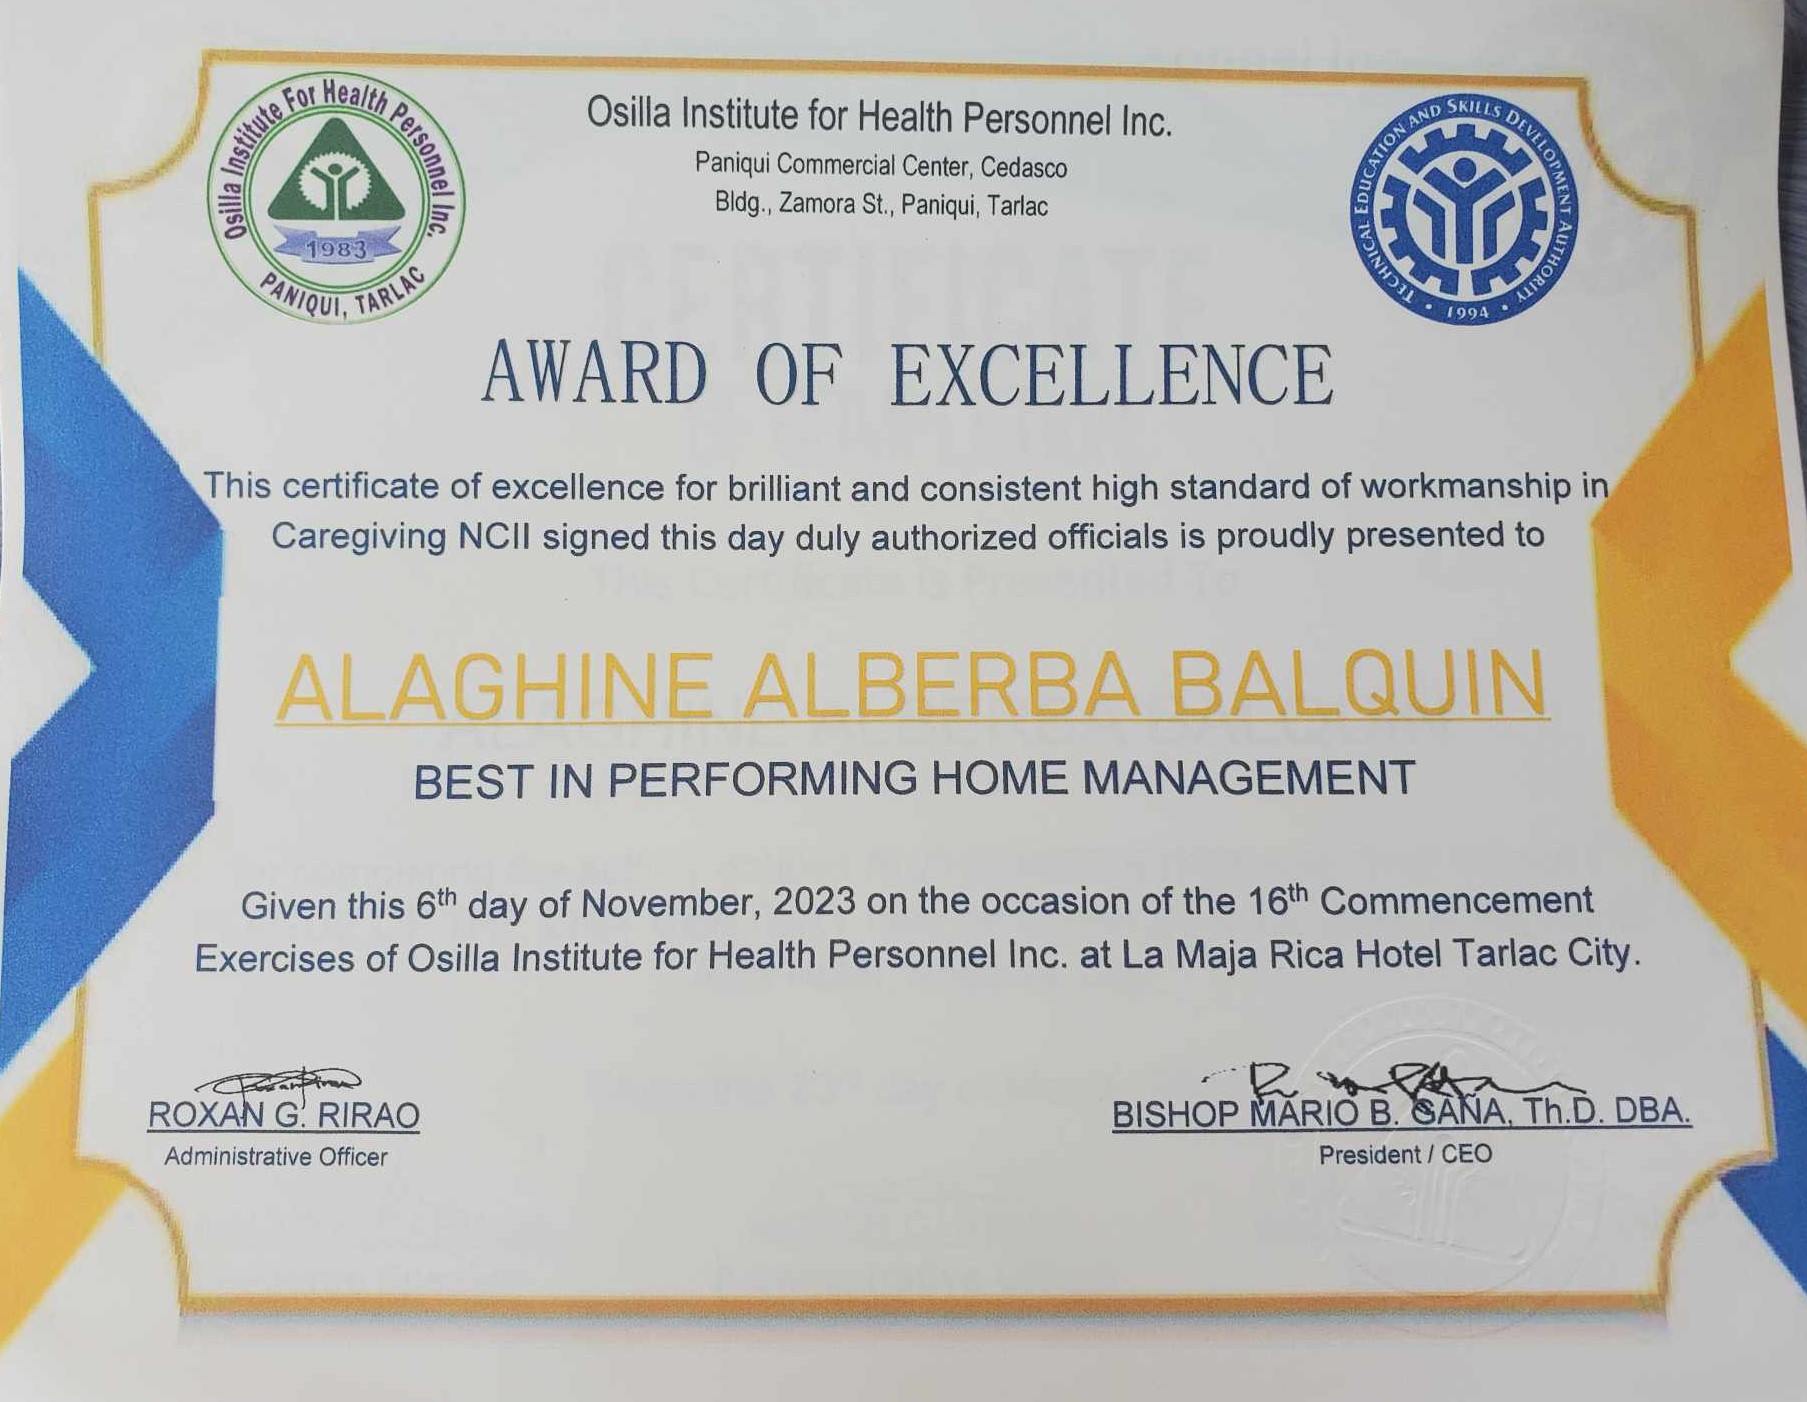 Osilla Institute For Health Personnel Inc.
1983
PANIQUI, TARLAC
Osilla Institute for Health Personnel Inc.
Paniqui Commercial Center, Cedasco
Bldg., Zamora St., Paniqui, Tarlac
TECHNICAL EDUCATION AND SKILLS DEVELOPMENT AUTHORITY
1994
AWARD OF EXCELLENCE
This certificate of excellence for brilliant and consistent high standard of workmanship in
Caregiving NCII signed this day duly authorized officials is proudly presented to
ALAGHINE ALBERBA BALQUIN
BEST IN PERFORMING HOME MANAGEMENT
Given this 6th day of November, 2023 on the occasion of the 16th Commencement
Exercises of Osilla Institute for Health Personnel Inc. at La Maja Rica Hotel Tarlac City.
ROXAN G. RIRAO
Administrative Officer
BISHOP MARIO B. GAÑA, Th.D. DBA.
President / CEO